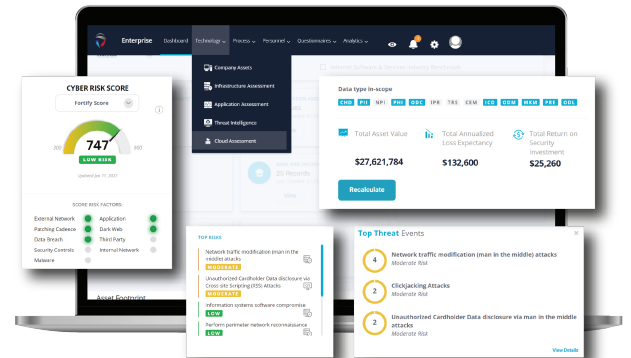 Enterprise Dashboard Technology Process Personnel Questionnaires Analytics
Company Assets
Infrastructure Assessment
Application Assessment
Threat Intelligence
Cloud Assessment
CYBER RISK SCORE
Fortify Score
747
LOW RISK
Updated Jan 11, 2021
SCORE RISK FACTORS:
External Network Application
Patching Cadence Dark Web
Data Breach Third Party
Security Controls Internal Network
Malware
Data type in-scope
CHD PII NPI PHI ODC IPR TRS CEM ICD ODM MKM PRE ODL
Total Asset Value
$27,621,784
Total Annualized
Loss Expectancy
$132,600
Total Return on
Security
Investment
$25,260
Recalculate
TOP RISKS
Network traffic modification (man in the
middle) attacks
MODERATE
Unauthorized Cardholder Data disclosure via
Cross-site Scripting (XSS) Attacks
MODERATE
Information systems software compromise
LOW
Perform perimeter network reconnaissance
LOW
Top Threat Events
4 Network traffic modification (man in the middle) attacks
Moderate Risk
2 Clickjacking Attacks
Moderate Risk
2 Unauthorized Cardholder Data disclosure via man in the middle
attacks
Moderate Risk
View Details
Asset Footprint